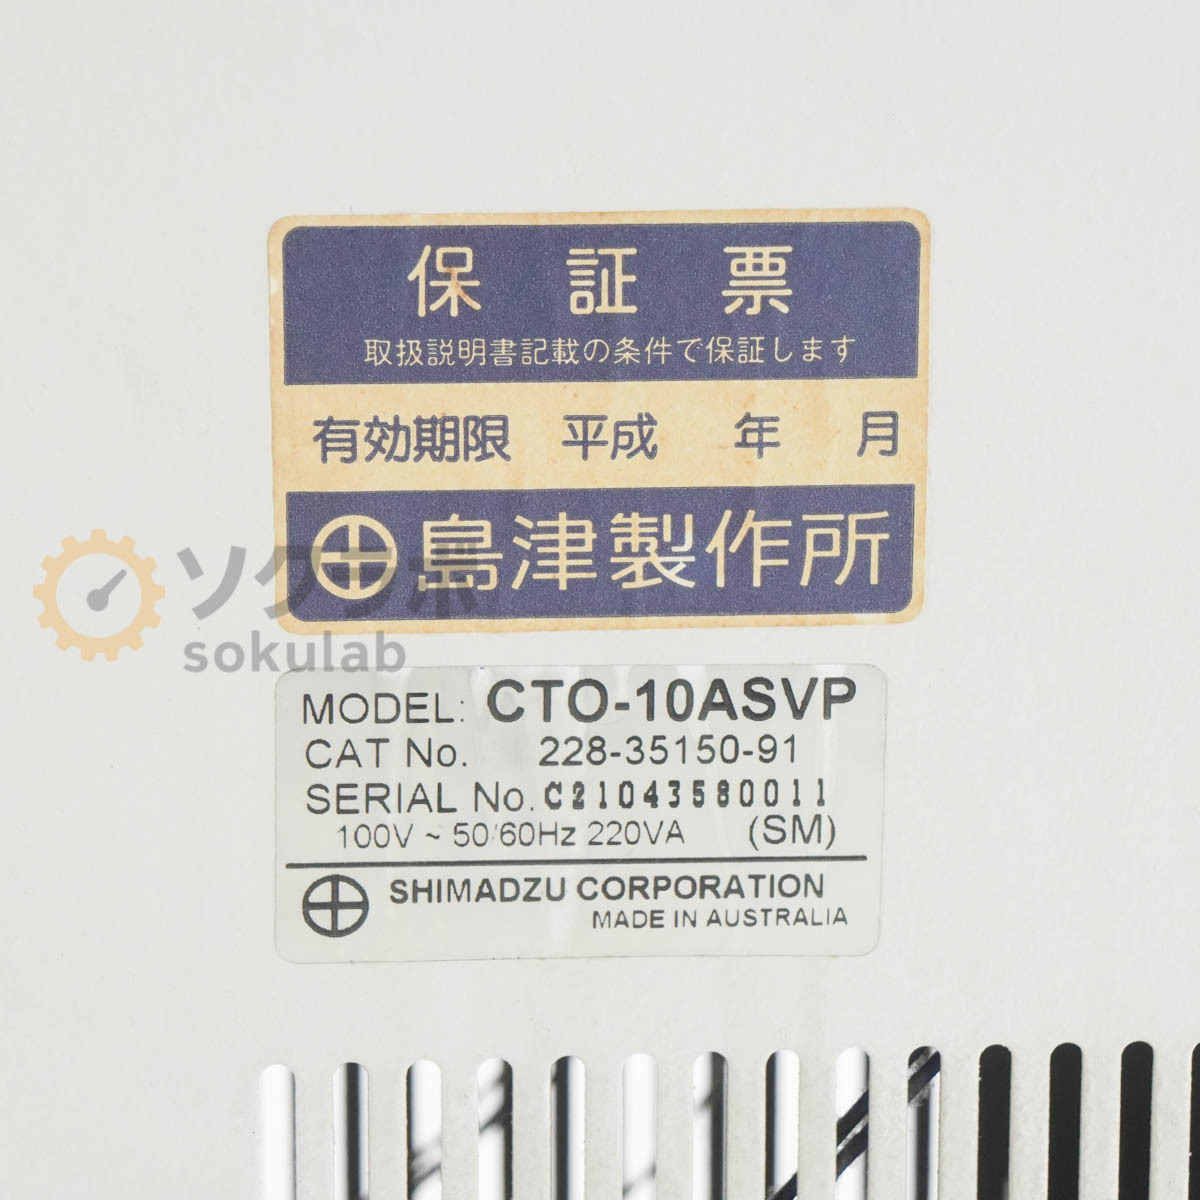 保証票
取扱説明書記載の条件で保証します
有効期限 平成 年 月
島津製作所
ソクラボ
sokulab
MODEL: CTO-10ASVP
CAT No. 228-35150-91
SERIAL No. C21043580011
100V ~ 50/60Hz 220VA (SM)
SHIMADZU CORPORATION
MADE IN AUSTRALIA